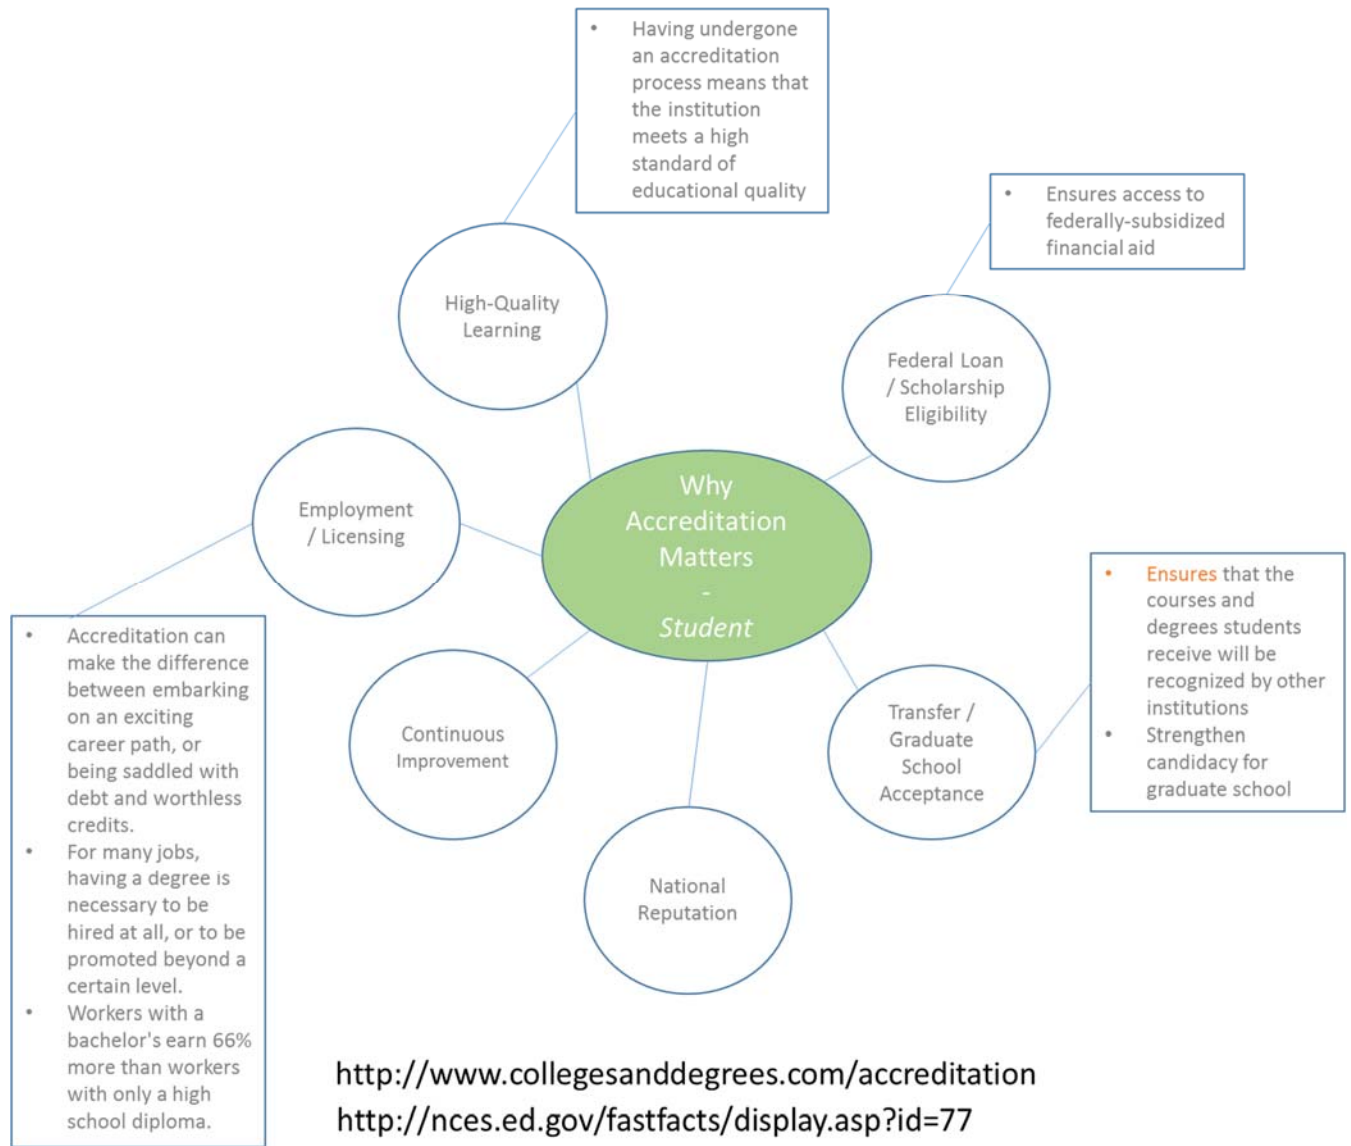 • Having undergone
an accreditation
process means that
the institution
meets a high
standard of
educational quality
• Ensures access to
federally-subsidized
financial aid
High-Quality
Learning
Federal Loan
/ Scholarship
Eligibility
Employment
/ Licensing
Why
Accreditation
Matters
-
Student
• Ensures that the
courses and
degrees students
receive will be
recognized by other
institutions
• Strengthen
candidacy for
graduate school
• Accreditation can
make the difference
between embarking
on an exciting
career path, or
being saddled with
debt and worthless
credits.
• For many jobs,
having a degree is
necessary to be
hired at all, or to be
promoted beyond a
certain level.
• Workers with a
bachelor's earn 66%
more than workers
with only a high
school diploma.
Continuous
Improvement
Transfer /
Graduate
School
Acceptance
National
Reputation
http://www.collegesanddegrees.com/accreditation
http://nces.ed.gov/fastfacts/display.asp?id=77